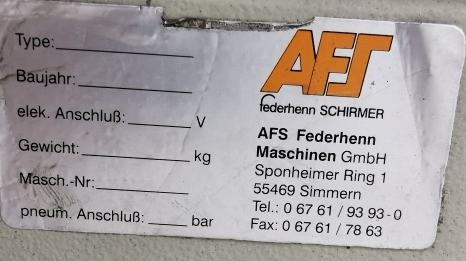 Type:
Baujahr:
elek. Anschluß: V
Gewicht: kg
Masch.-Nr:
pneum. Anschluß: bar
AFS
federhenn SCHIRMER
AFS Federhenn
Maschinen GmbH
Sponheimer Ring 1
55469 Simmern
Tel.: 0 67 61 / 93 93-0
Fax: 0 67 61 / 78 63